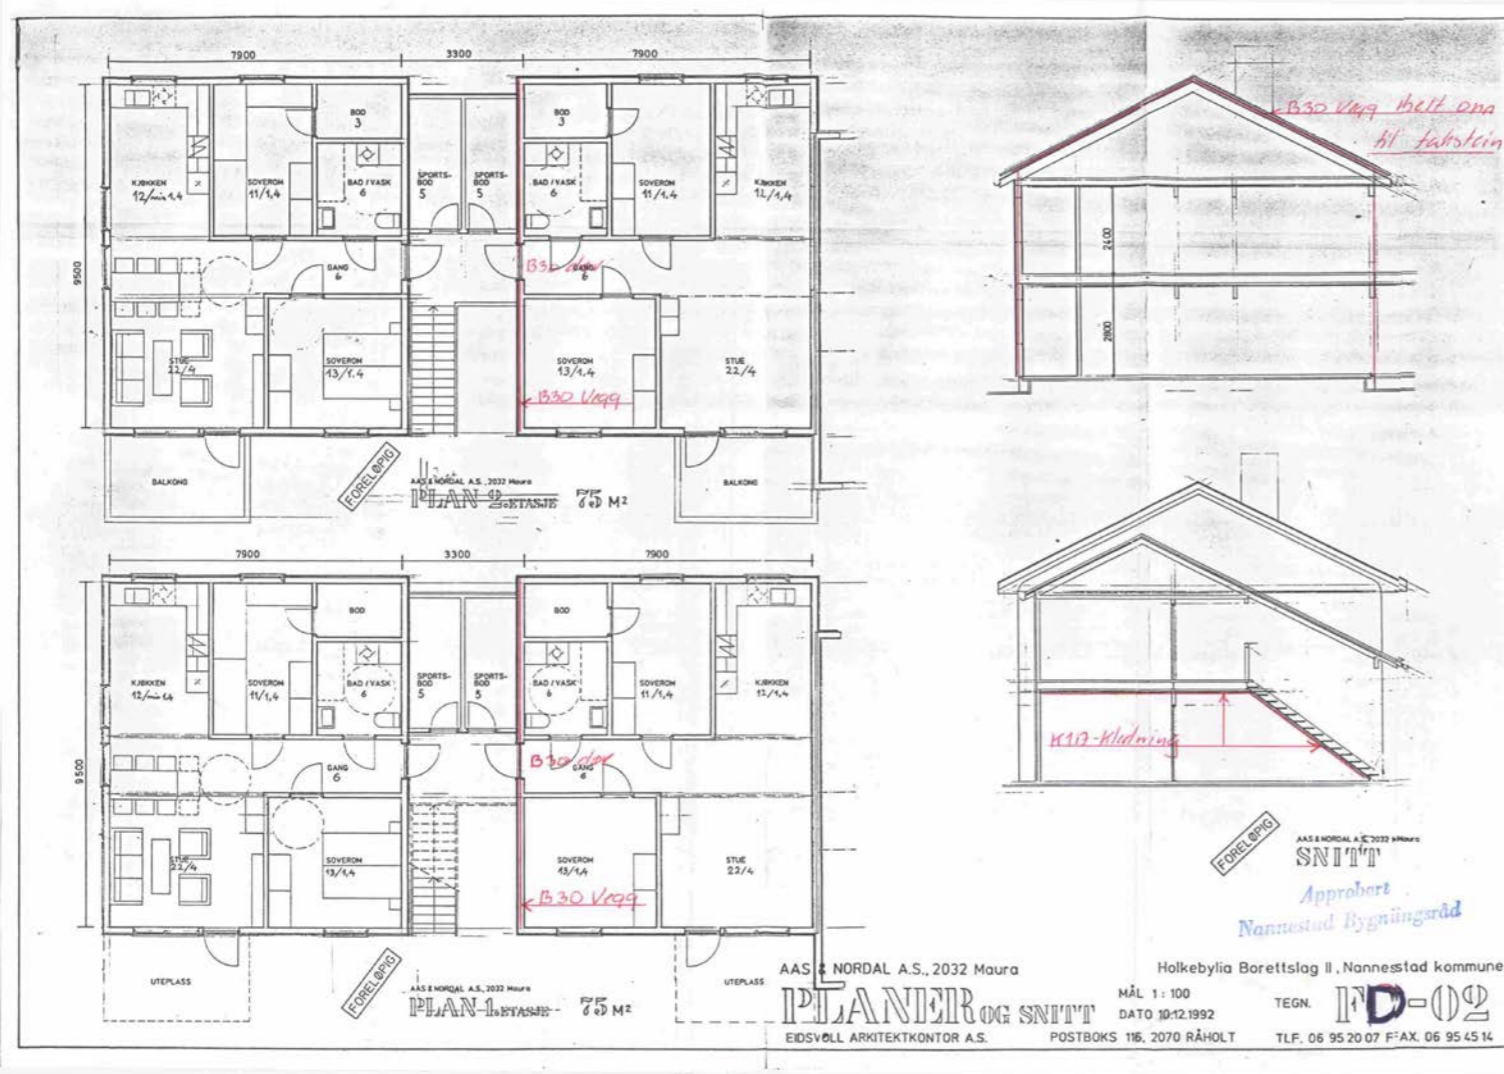 7900
3300
7900
9500
BOD
3
KJØKKEN
12/min 1.4
SOVEROM
11/1,4
BAD / VASK
6
SPORTS-
BOD
5
SPORTS-
BOD
5
BOD
3
BAD / VASK
6
SOVEROM
11/1,4
KJØKKEN
12/1,4
GANG
6
B30 dør
GANG
6
STUE
22/4
SOVEROM
13/1.4
SOVEROM
13/1.4
STUE
22/4
B30 Vegg
BALKONG
BALKONG
FORELØPIG
AAS & NORDAL A.S., 2032 Maura
PLAN 2. ETASJE 75 M²
7900
3300
7900
9500
BOD
KJØKKEN
12/min 1.4
SOVEROM
11/1,4
BAD / VASK
6
SPORTS-
BOD
5
SPORTS-
BOD
5
BOD
BAD / VASK
6
SOVEROM
11/1,4
KJØKKEN
12/1,4
GANG
6
B30 dør
GANG
6
STUE
22/4
SOVEROM
13/1,4
SOVEROM
13/1,4
STUE
22/4
B30 Vegg
UTEPLASS
UTEPLASS
FORELØPIG
AAS & NORDAL A.S., 2032 Maura
PLAN 1. ETASJE 75 M²
B30 Vegg helt opp
til takstein
2400
2800
K1A-Kledning
FORELØPIG
AAS & NORDAL A.S., 2032 Maura
SNITT
Approbert
Nannestad Bygningsråd
AAS & NORDAL A.S., 2032 Maura
Holkebylia Borettslag II, Nannestad kommune
PLANER OG SNITT
MÅL 1:100
DATO 10.12.1992
TEGN. FD-02
EIDSVOLL ARKITEKTKONTOR A.S.
POSTBOKS 116, 2070 RÅHOLT
TLF. 06 95 20 07 FAX. 06 95 45 14